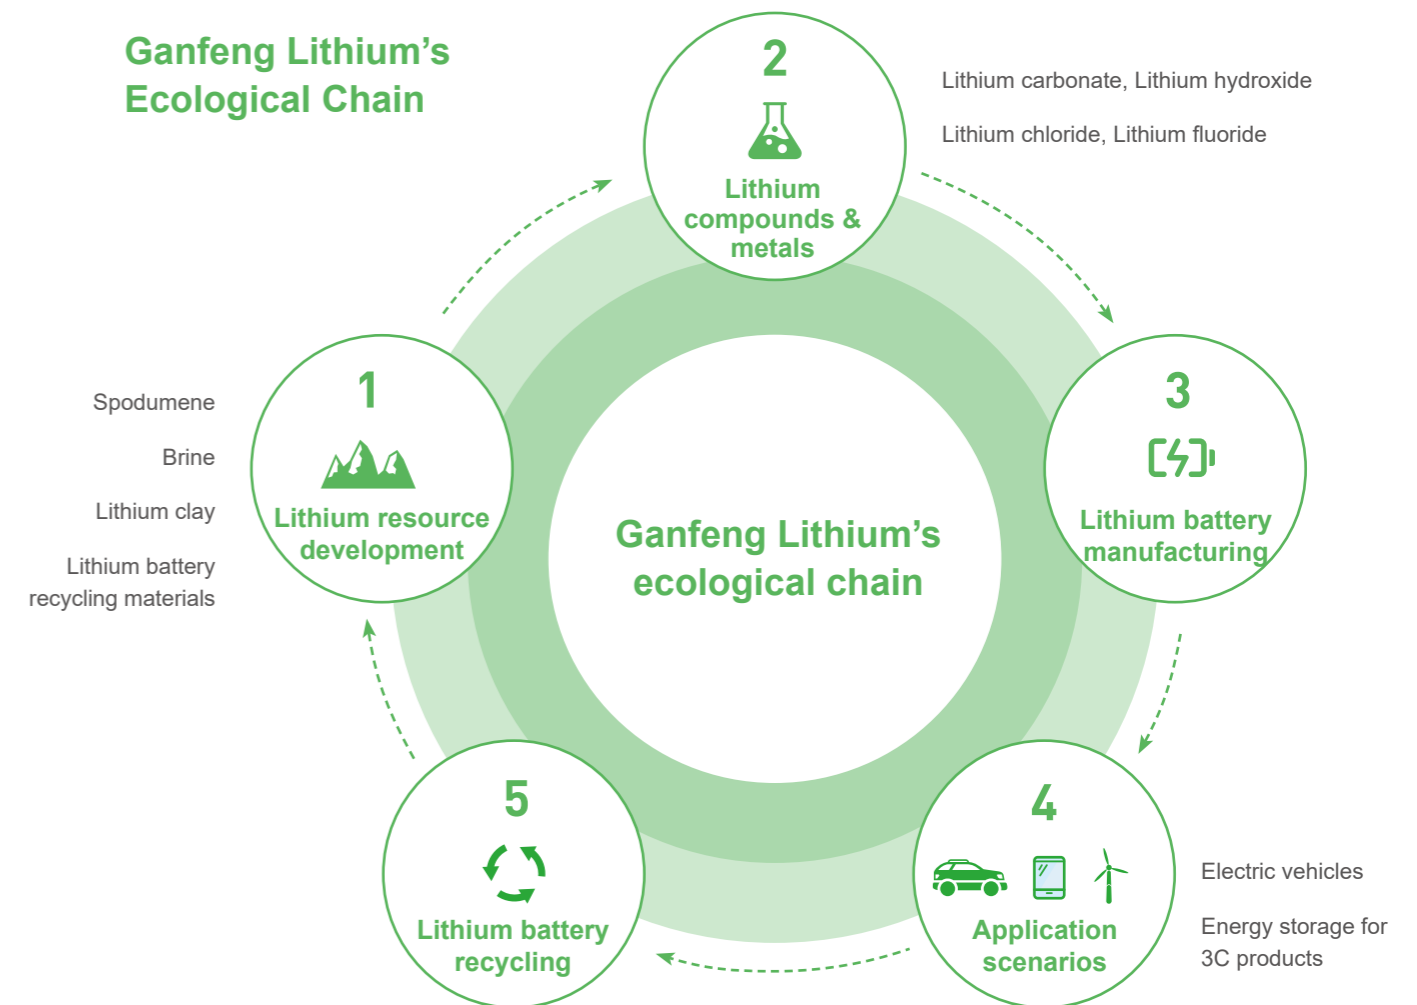 Ganfeng Lithium’s
Ecological Chain
2
Lithium
compounds &
metals
Lithium carbonate, Lithium hydroxide
Lithium chloride, Lithium fluoride
1
Lithium resource
development
Spodumene
Brine
Lithium clay
Lithium battery
recycling materials
3
Lithium battery
manufacturing
Ganfeng Lithium’s
ecological chain
5
Lithium battery
recycling
4
Application
scenarios
Electric vehicles
Energy storage for
3C products